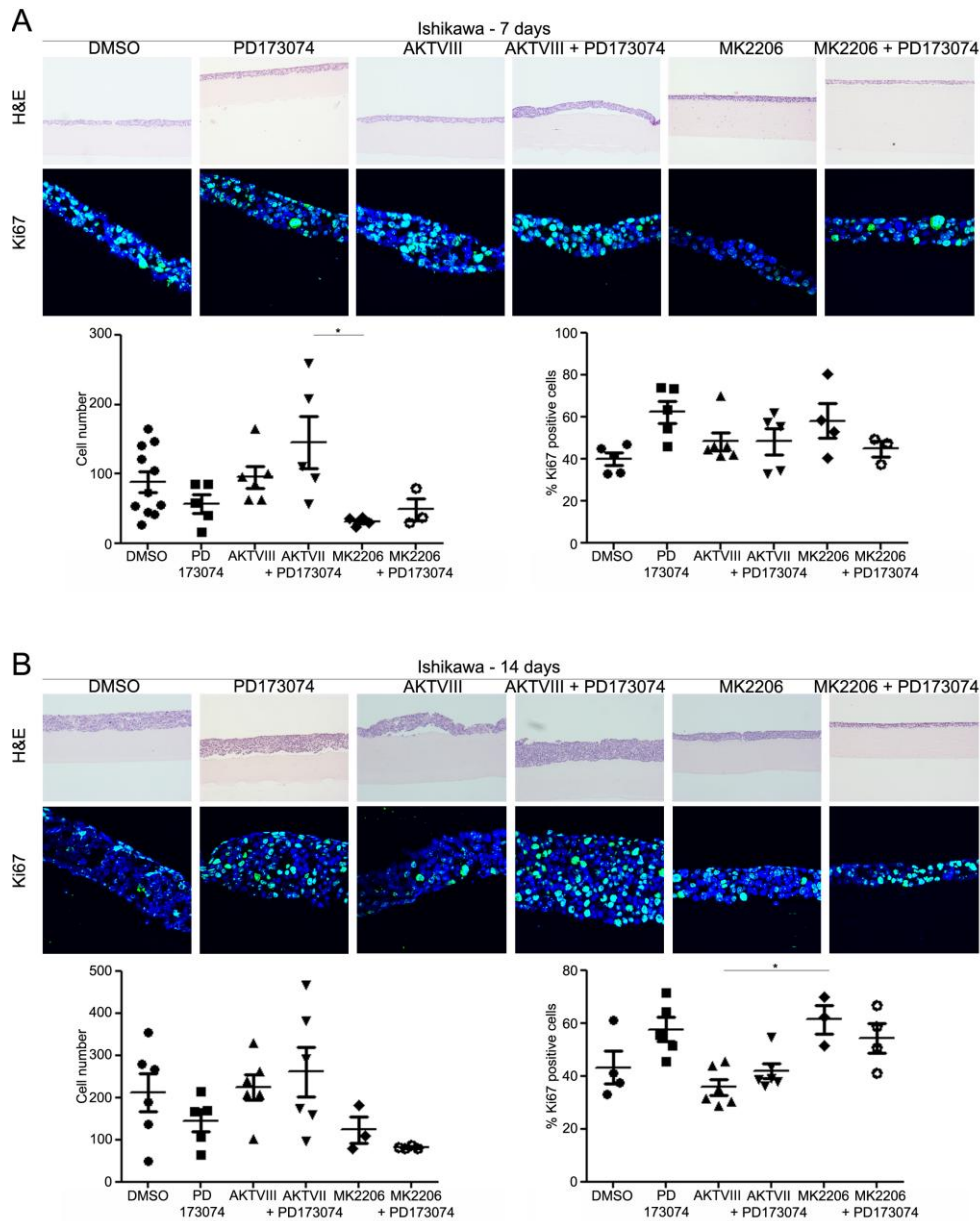 A
Ishikawa - 7 days
DMSO PD173074 AKTVIII AKTVIII + PD173074 MK2206 MK2206 + PD173074
H&E
Ki67
300
200
100
0
Cell number
*
DMSO PD AKTVIII AKTVII MK2206 MK2206
173074 + PD173074 + PD173074
100
80
60
40
20
0
% Ki67 positive cells
DMSO PD AKTVIII AKTVII MK2206 MK2206
173074 + PD173074 + PD173074
B
Ishikawa - 14 days
DMSO PD173074 AKTVIII AKTVIII + PD173074 MK2206 MK2206 + PD173074
H&E
Ki67
500
400
300
200
100
0
Cell number
DMSO PD AKTVIII AKTVII MK2206 MK2206
173074 + PD173074 + PD173074
80
60
40
20
0
% Ki67 positive cells
*
DMSO PD AKTVIII AKTVII MK2206 MK2206
173074 + PD173074 + PD173074